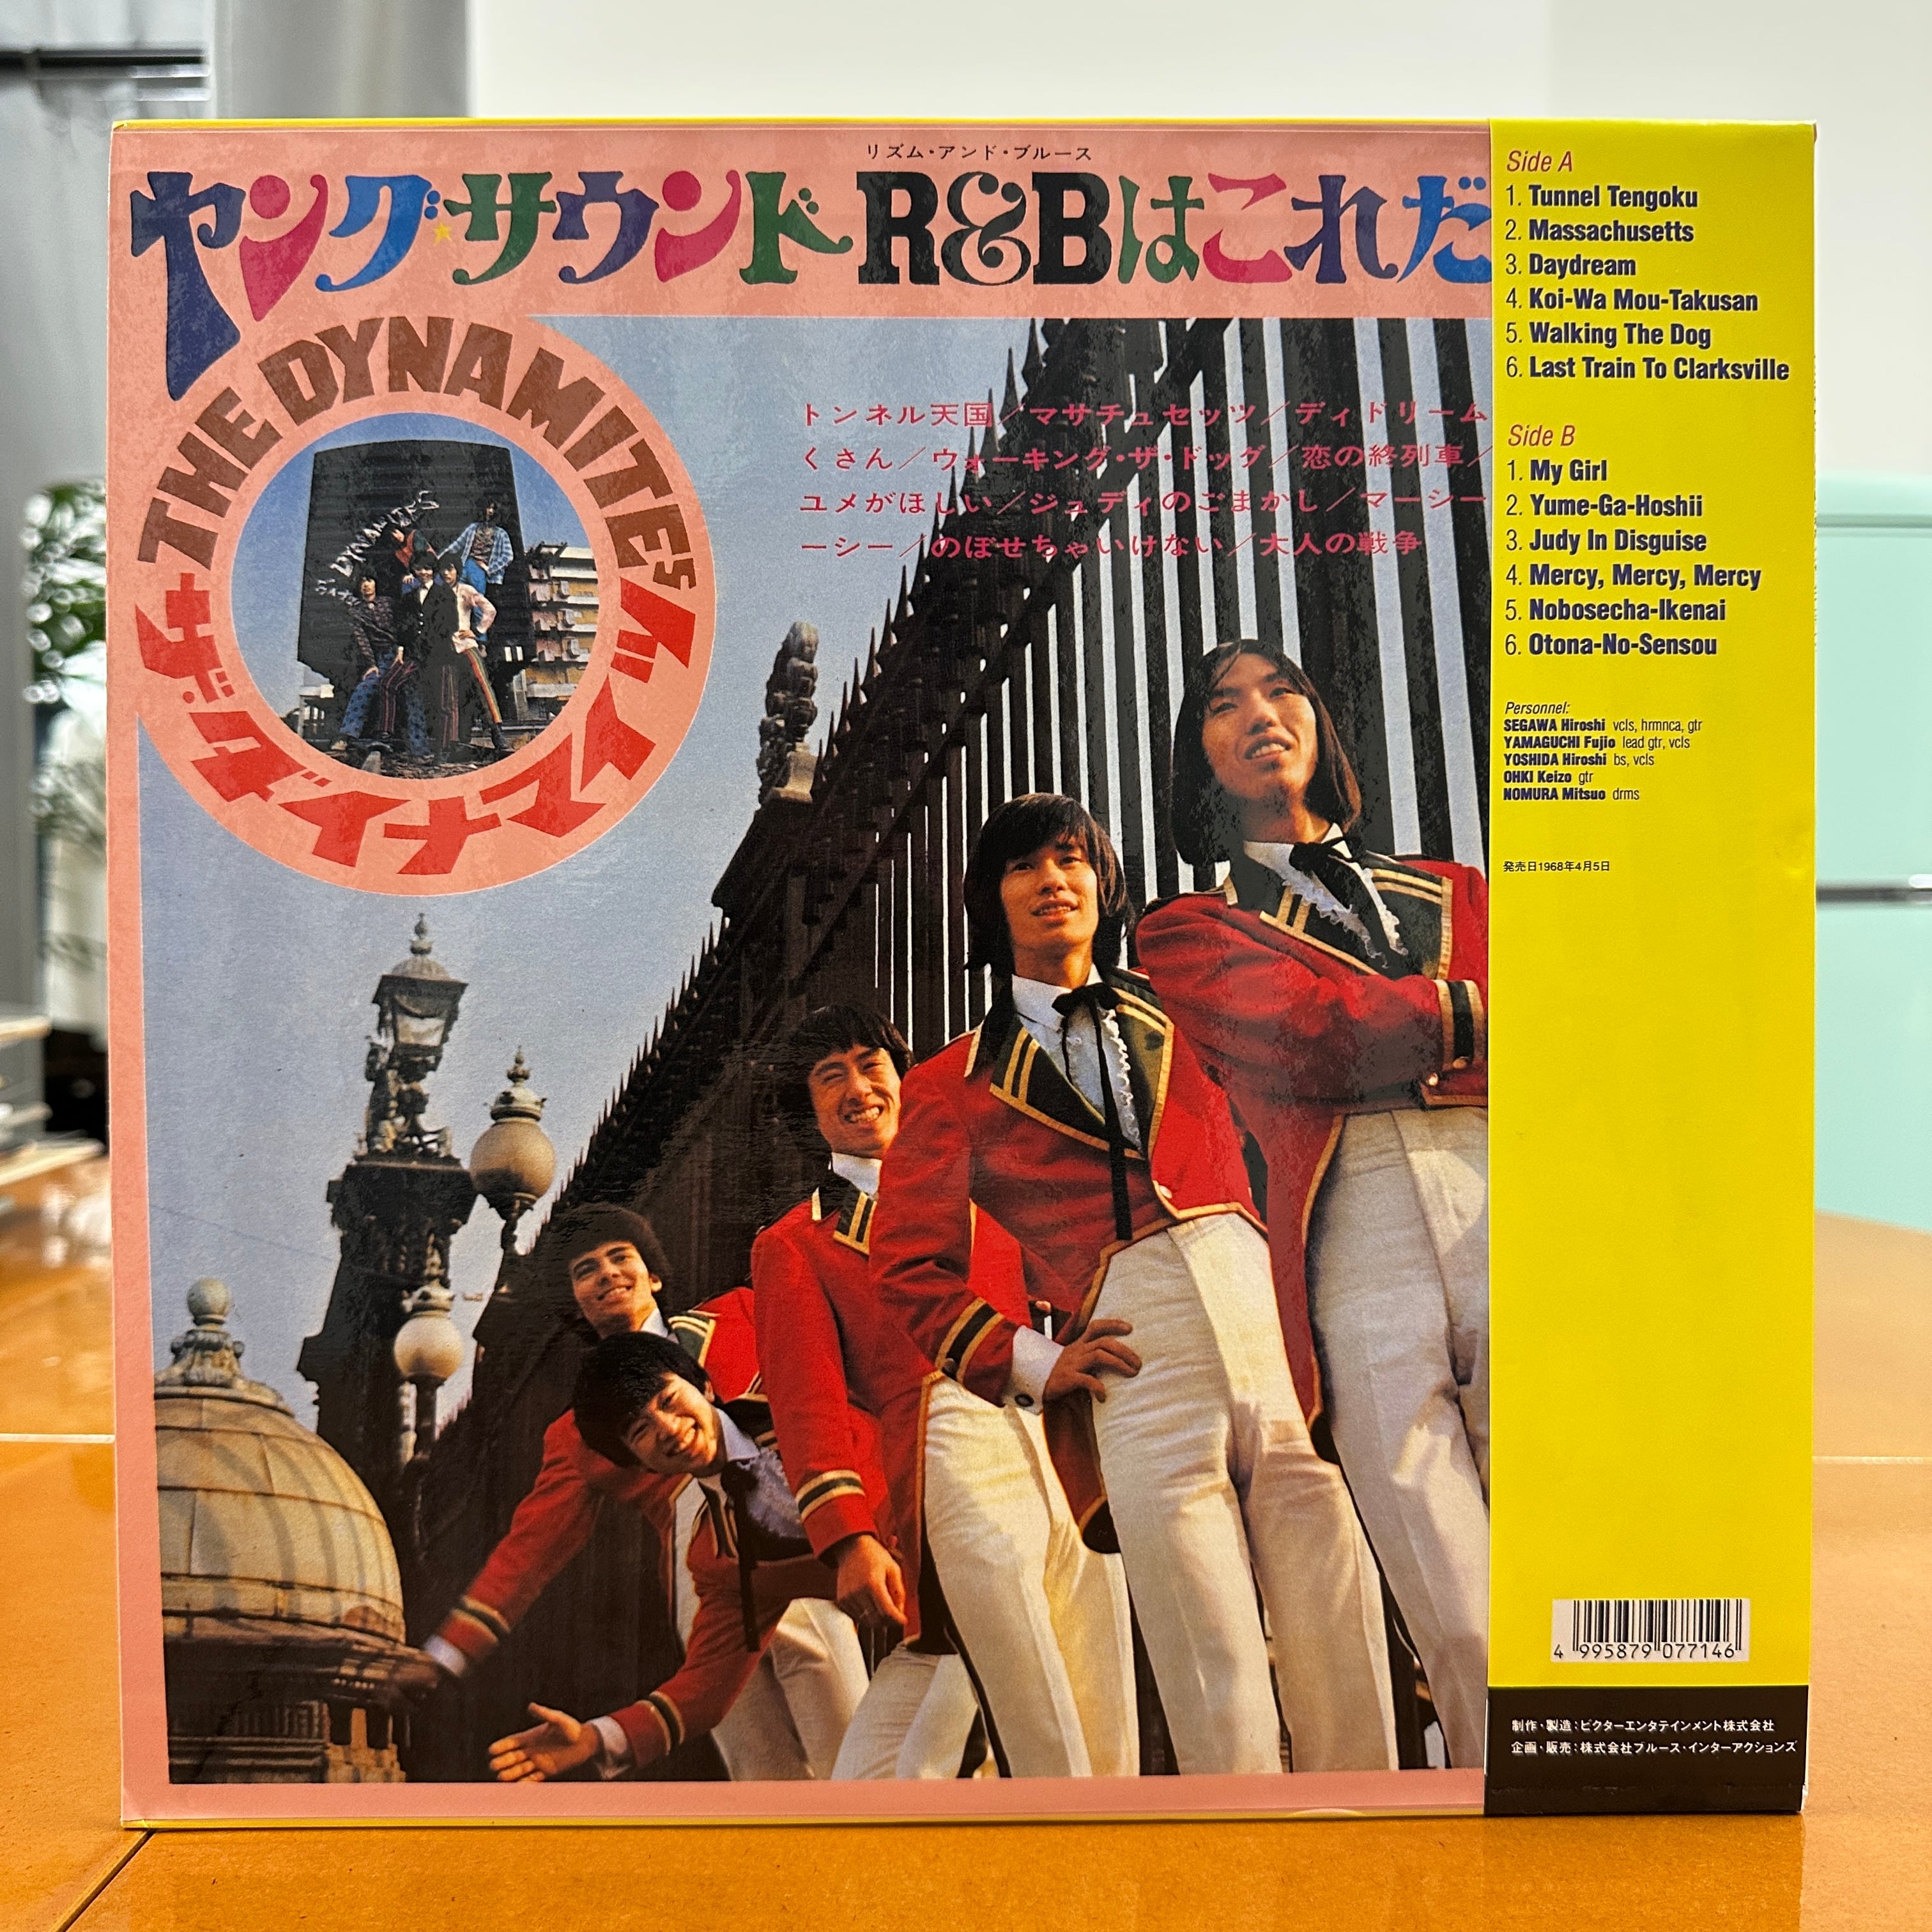 リズム・アンド・ブルース
ヤング・サウンド R&Bはこれだ
THE DYNAMITES
ザ・ダイナマイツ
トンネル天国／マサチュセッツ／ディドリーム
くさん／ウォーキング・ザ・ドッグ／恋の終列車／
ユメがほしい／ジュディのごまかし／マーシー
ーシー／のぼせちゃいけない／大人の戦争
Side A
1. Tunnel Tengoku
2. Massachusetts
3. Daydream
4. Koi-Wa Mou-Takusan
5. Walking The Dog
6. Last Train To Clarksville
Side B
1. My Girl
2. Yume-Ga-Hoshii
3. Judy In Disguise
4. Mercy, Mercy, Mercy
5. Nobosecha-Ikenai
6. Otona-No-Sensou
Personnel:
SEGAWA Hiroshi vcls, hrmnca, gtr
YAMAGUCHI Fujio lead gtr, vcls
YOSHIDA Hiroshi bs, vcls
OHKI Keizo gtr
NOMURA Mitsuo drms
発売日1968年4月5日
4 995879 077146
制作・製造：ビクターエンタテインメント株式会社
企画・販売：株式会社ブルース・インターアクションズ